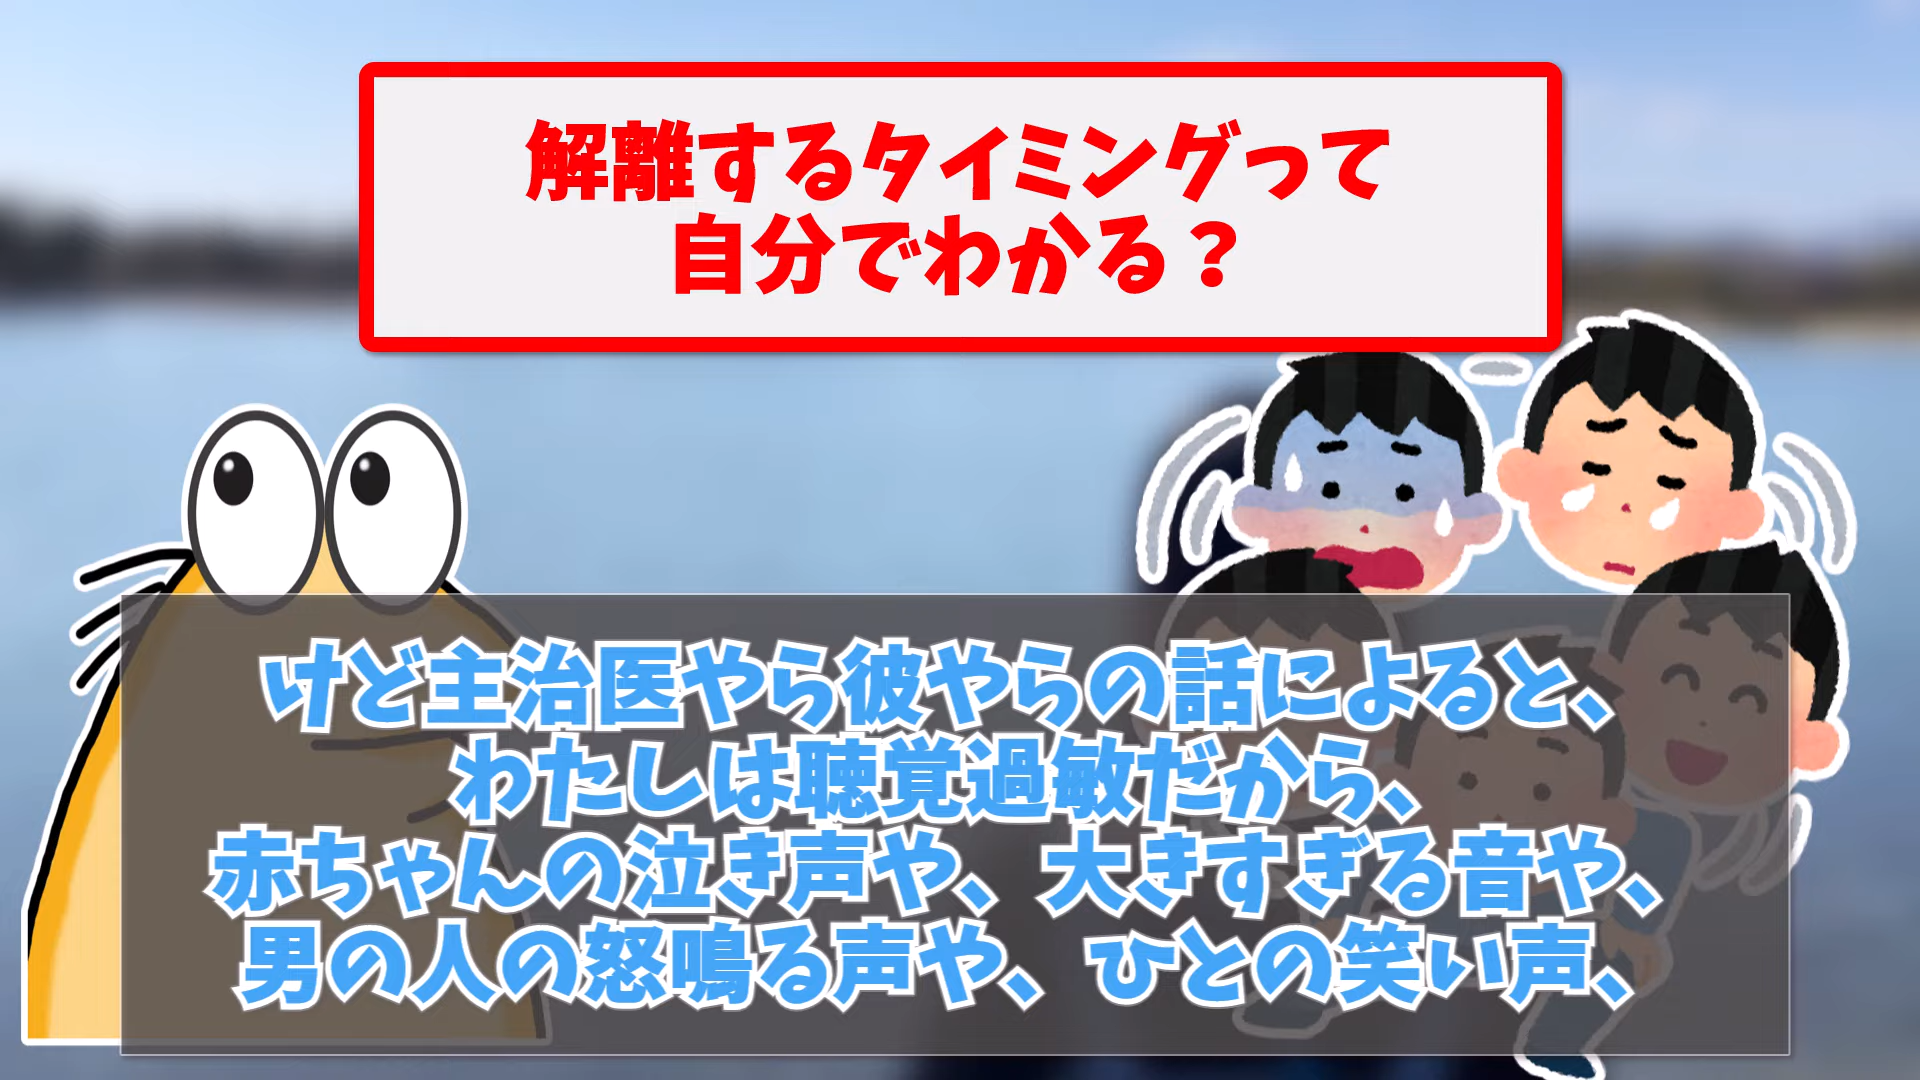 解離するタイミングって
自分でわかる？
けど主治医やら彼やらの話によると、
わたしは聴覚過敏だから、
赤ちゃんの泣き声や、大きすぎる音や、
男の人の怒鳴る声や、ひとの笑い声、